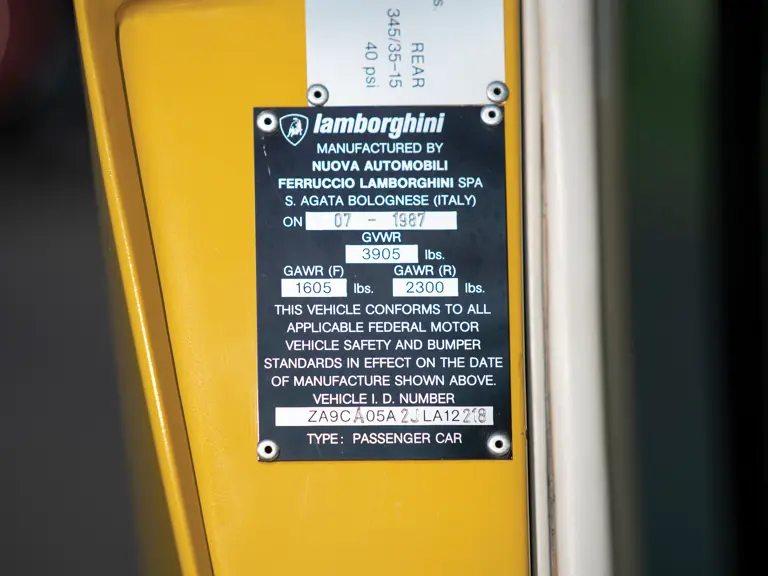 s.
REAR
345/35-15
40 psi
lamborghini
MANUFACTURED BY
NUOVA AUTOMOBILI
FERRUCCIO LAMBORGHINI SPA
S. AGATA BOLOGNESE (ITALY)
ON 07 - 1987
GVWR
3905 lbs.
GAWR (F) GAWR (R)
1605 lbs. 2300 lbs.
THIS VEHICLE CONFORMS TO ALL
APPLICABLE FEDERAL MOTOR
VEHICLE SAFETY AND BUMPER
STANDARDS IN EFFECT ON THE DATE
OF MANUFACTURE SHOWN ABOVE.
VEHICLE I. D. NUMBER
ZA9CA05A2JLA12218
TYPE: PASSENGER CAR